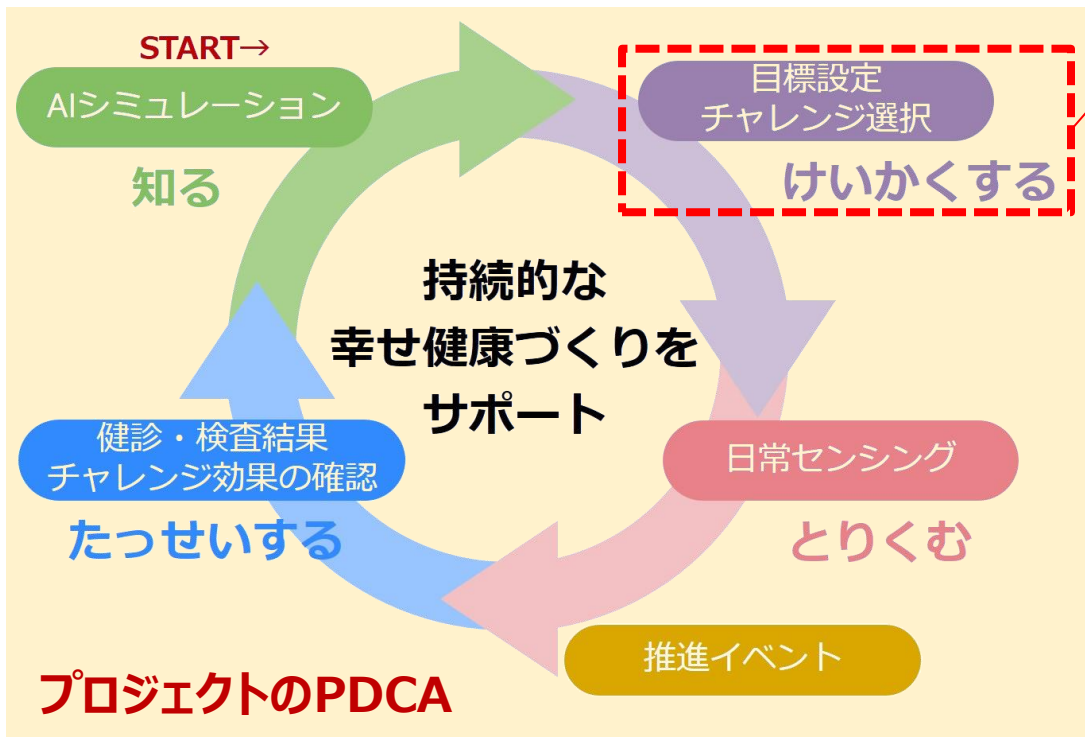 START→
AIシミュレーション
知る
目標設定
チャレンジ選択
けいかくする
持続的な
幸せ健康づくりを
サポート
日常センシング
とりくむ
推進イベント
健診・検査結果
チャレンジ効果の確認
たっせいする
プロジェクトのPDCA